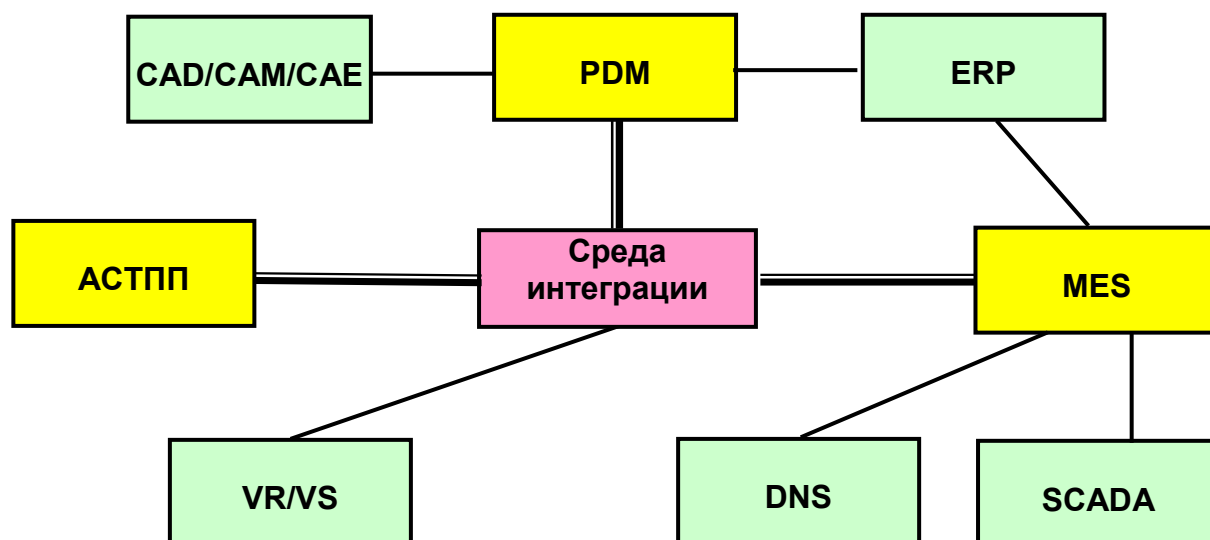 CAD/CAM/CAE
PDM
ERP
АСТПП
Среда
интеграции
MES
VR/VS
DNS
SCADA